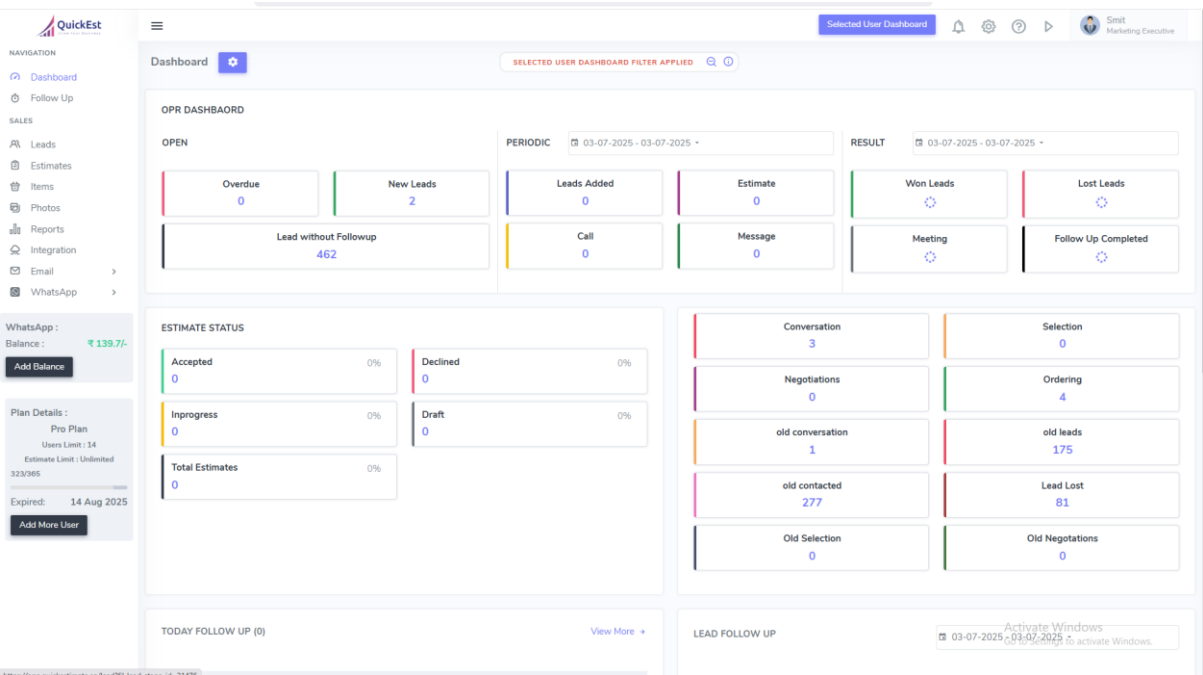 QuickEst
Selected User Dashboard
Smit
Marketing Executive
NAVIGATION
Dashboard
Follow Up
SALES
Leads
Estimates
Items
Photos
Reports
Integration
Email
WhatsApp
WhatsApp :
Balance : ₹ 139.7/-
Add Balance
Plan Details :
Pro Plan
Users Limit : 14
Estimate Limit : Unlimited
323/365
Expired: 14 Aug 2025
Add More User
Dashboard
SELECTED USER DASHBOARD FILTER APPLIED
OPR DASHBAORD
OPEN
Overdue
0
New Leads
2
Lead without Followup
462
PERIODIC 03-07-2025 - 03-07-2025
Leads Added
0
Estimate
0
Call
0
Message
0
RESULT 03-07-2025 - 03-07-2025
Won Leads
Lost Leads
Meeting
Follow Up Completed
ESTIMATE STATUS
Accepted 0%
0
Declined 0%
0
Inprogress 0%
0
Draft 0%
0
Total Estimates 0%
0
Conversation
3
Selection
0
Negotiations
0
Ordering
4
old conversation
1
old leads
175
old contacted
277
Lead Lost
81
Old Selection
0
Old Negotations
0
TODAY FOLLOW UP (0)
View More +
LEAD FOLLOW UP
03-07-2025 - 03-07-2025
Activate Windows
Go to Settings to activate Windows.